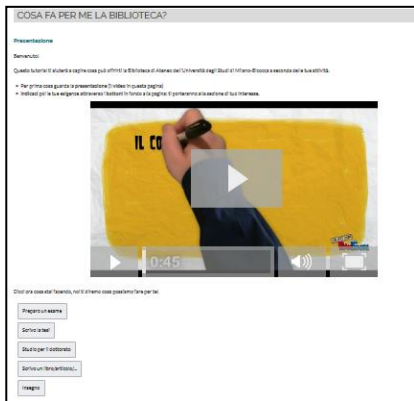 COSA FA PER ME LA BIBLIOTECA?
Presentazione
Benvenuto!
Questo tutorial ti aiuterà a capire cosa può offrirti la Biblioteca di Ateneo dell'Università degli Studi di Milano-Bicocca a seconda delle tue attività.
Per prima cosa guarda la presentazione (il video in questa pagina)
Indicaci poi le tue esigenze attraverso i bottoni in fondo alla pagina: ti porteranno alla sezione di tuo interesse.
IL CO
0:45
Dicci ora cosa stai facendo, noi ti diremo cosa possiamo fare per te:
Preparo un esame
Scrivo la tesi
Studio per il dottorato
Scrivo un libro/articolo/...
Insegno